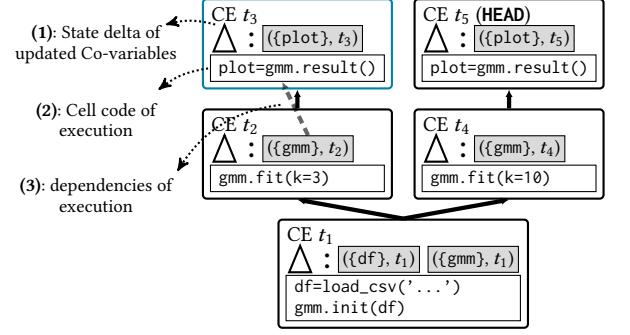 (1): State delta of
updated Co-variables
(2): Cell code of
execution
(3): dependencies of
execution
CE t3
Δ : ({plot}, t3)
plot=gmm.result()
CE t5 (HEAD)
Δ : ({plot}, t5)
plot=gmm.result()
CE t2
Δ : ({gmm}, t2)
gmm.fit(k=3)
CE t4
Δ : ({gmm}, t4)
gmm.fit(k=10)
CE t1
Δ : ({df}, t1) ({gmm}, t1)
df=load_csv('...')
gmm.init(df)